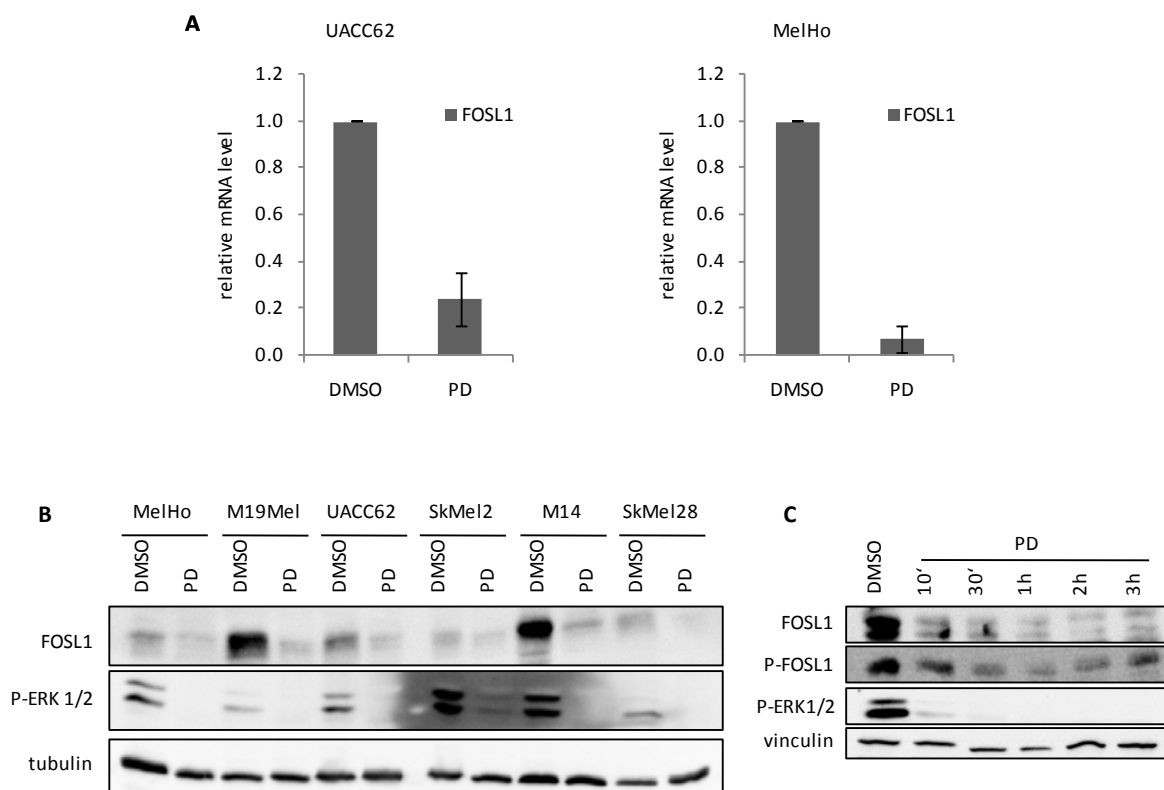 A
UACC62
MelHo
relative mRNA level
1.2
1.0
0.8
0.6
0.4
0.2
0.0
FOSL1
DMSO
PD
relative mRNA level
1.2
1.0
0.8
0.6
0.4
0.2
0.0
FOSL1
DMSO
PD
B
MelHo M19Mel UACC62 SkMel2 M14 SkMel28
DMSO PD DMSO PD DMSO PD DMSO PD DMSO PD DMSO PD
FOSL1
P-ERK 1/2
tubulin
C
PD
DMSO 10‘ 30‘ 1h 2h 3h
FOSL1
P-FOSL1
P-ERK1/2
vinculin